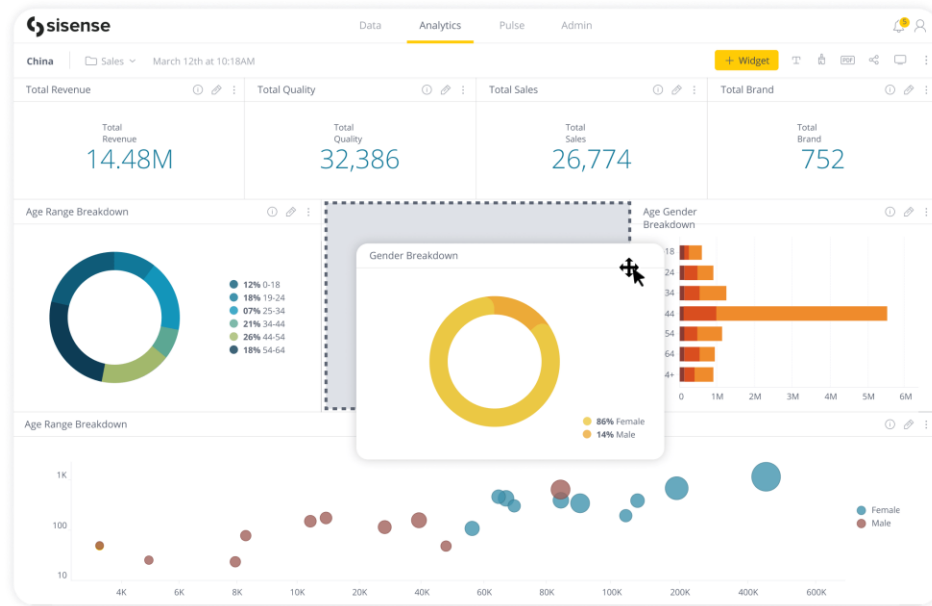 sisense
Data Analytics Pulse Admin
5
China Sales March 12th at 10:18AM
+ Widget T PDF
Total Revenue
Total Quality
Total Sales
Total Brand
Total
Revenue
14.48M
Total
Quality
32,386
Total
Sales
26,774
Total
Brand
752
Age Range Breakdown
12% 0-18
18% 19-24
07% 25-34
21% 34-44
26% 44-54
18% 54-64
Gender Breakdown
86% Female
14% Male
Age Gender
Breakdown
18
24
34
44
54
64
4+
0 1M 2M 3M 4M 5M 6M
Age Range Breakdown
1K
100
10
4K 6K 8K 10K 20K 40K 60K 80K 100K 200K 400K 600K
Female
Male